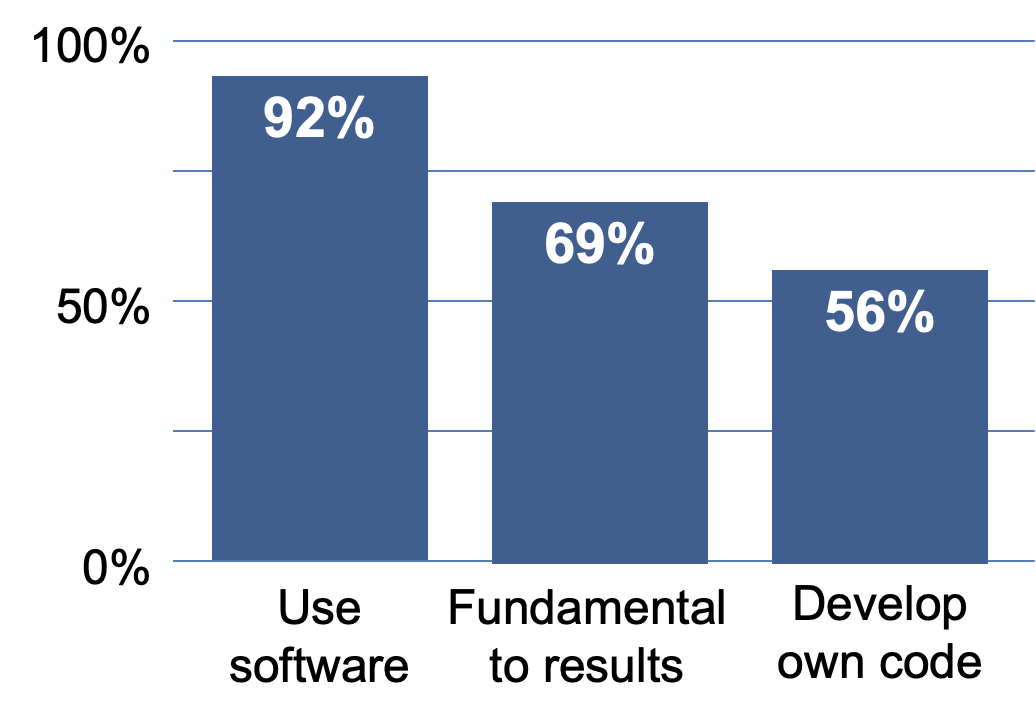 100%
92%
69%
50%
56%
0%
Use
software
Fundamental
to results
Develop
own code